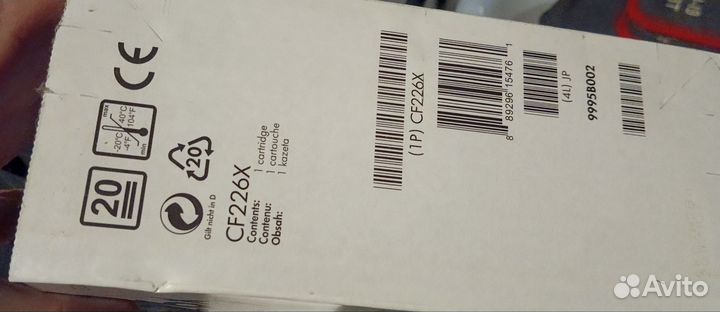 CE
20
max
-20°C 40°C
-4°F 104°F
min
20
Gilt nicht in D
CF226X
Contents: 1 cartridge
Contenu: 1 cartouche
Obsah: 1 kazeta
(1P) CF226X
8 89296 15476 1
(4L) JP
9995B002
Avito